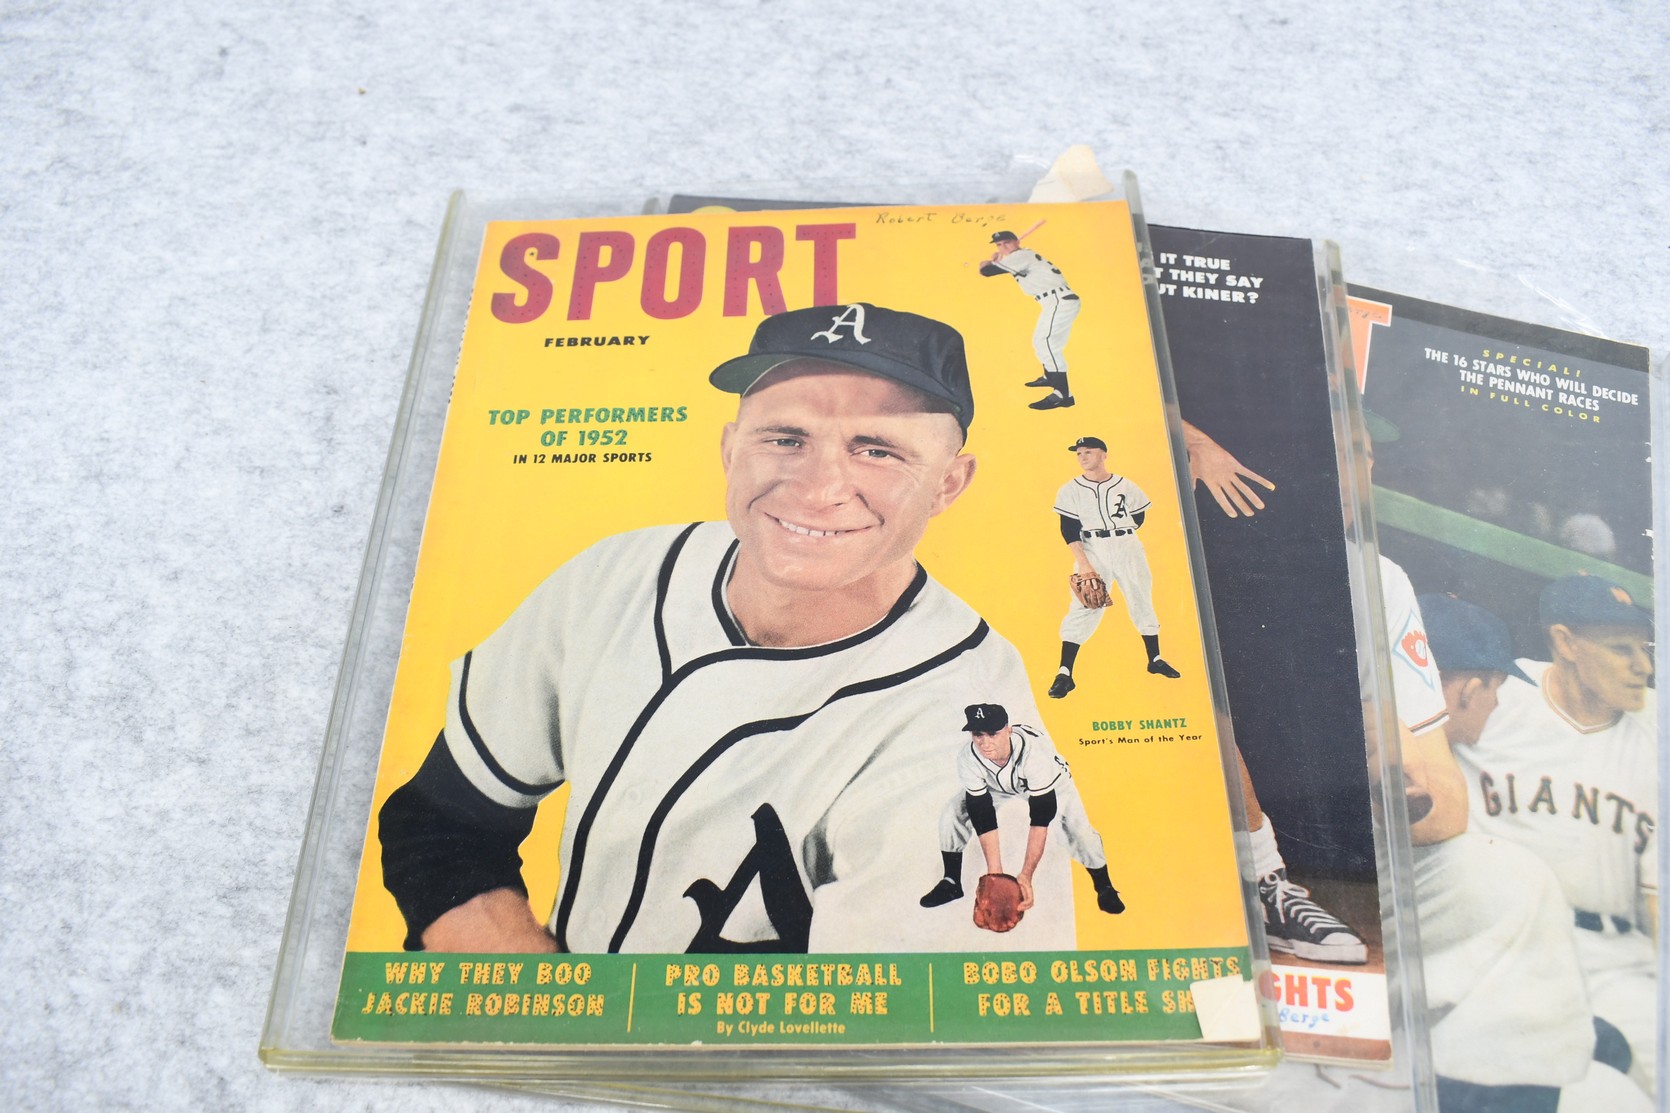 Robert Berge
SPORT
FEBRUARY
TOP PERFORMERS
OF 1952
IN 12 MAJOR SPORTS
A
A
A
A
BOBBY SHANTZ
Sport's Man of the Year
WHY THEY BOO
JACKIE ROBINSON
PRO BASKETBALL
IS NOT FOR ME
By Clyde Lovellette
BOBO OLSON FIGHTS
FOR A TITLE SH
IT TRUE
T THEY SAY
UT KINER?
GHTS
Berge
T
SPECIAL!
THE 16 STARS WHO WILL DECIDE
THE PENNANT RACES
IN FULL COLOR
GIANTS